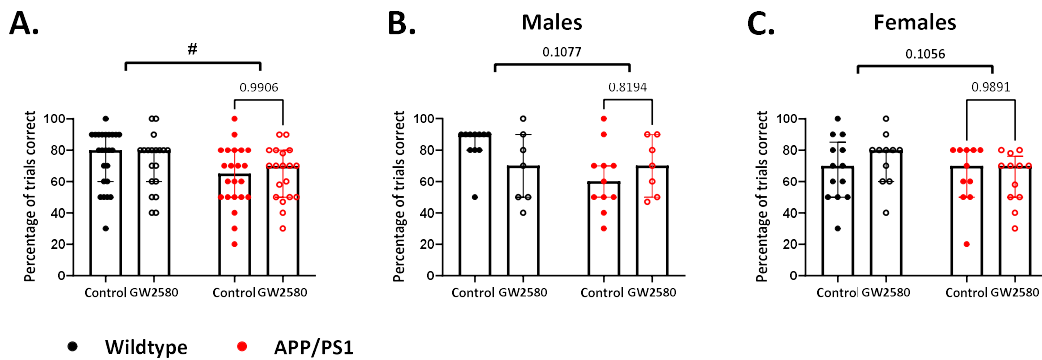 A.
#
0.9906
Percentage of trials correct
100
80
60
40
20
0
Control GW2580 Control GW2580
B.
Males
0.1077
0.8194
Percentage of trials correct
100
80
60
40
20
0
Control GW2580 Control GW2580
C.
Females
0.1056
0.9891
Percentage of trials correct
100
80
60
40
20
0
Control GW2580 Control GW2580
Wildtype
APP/PS1